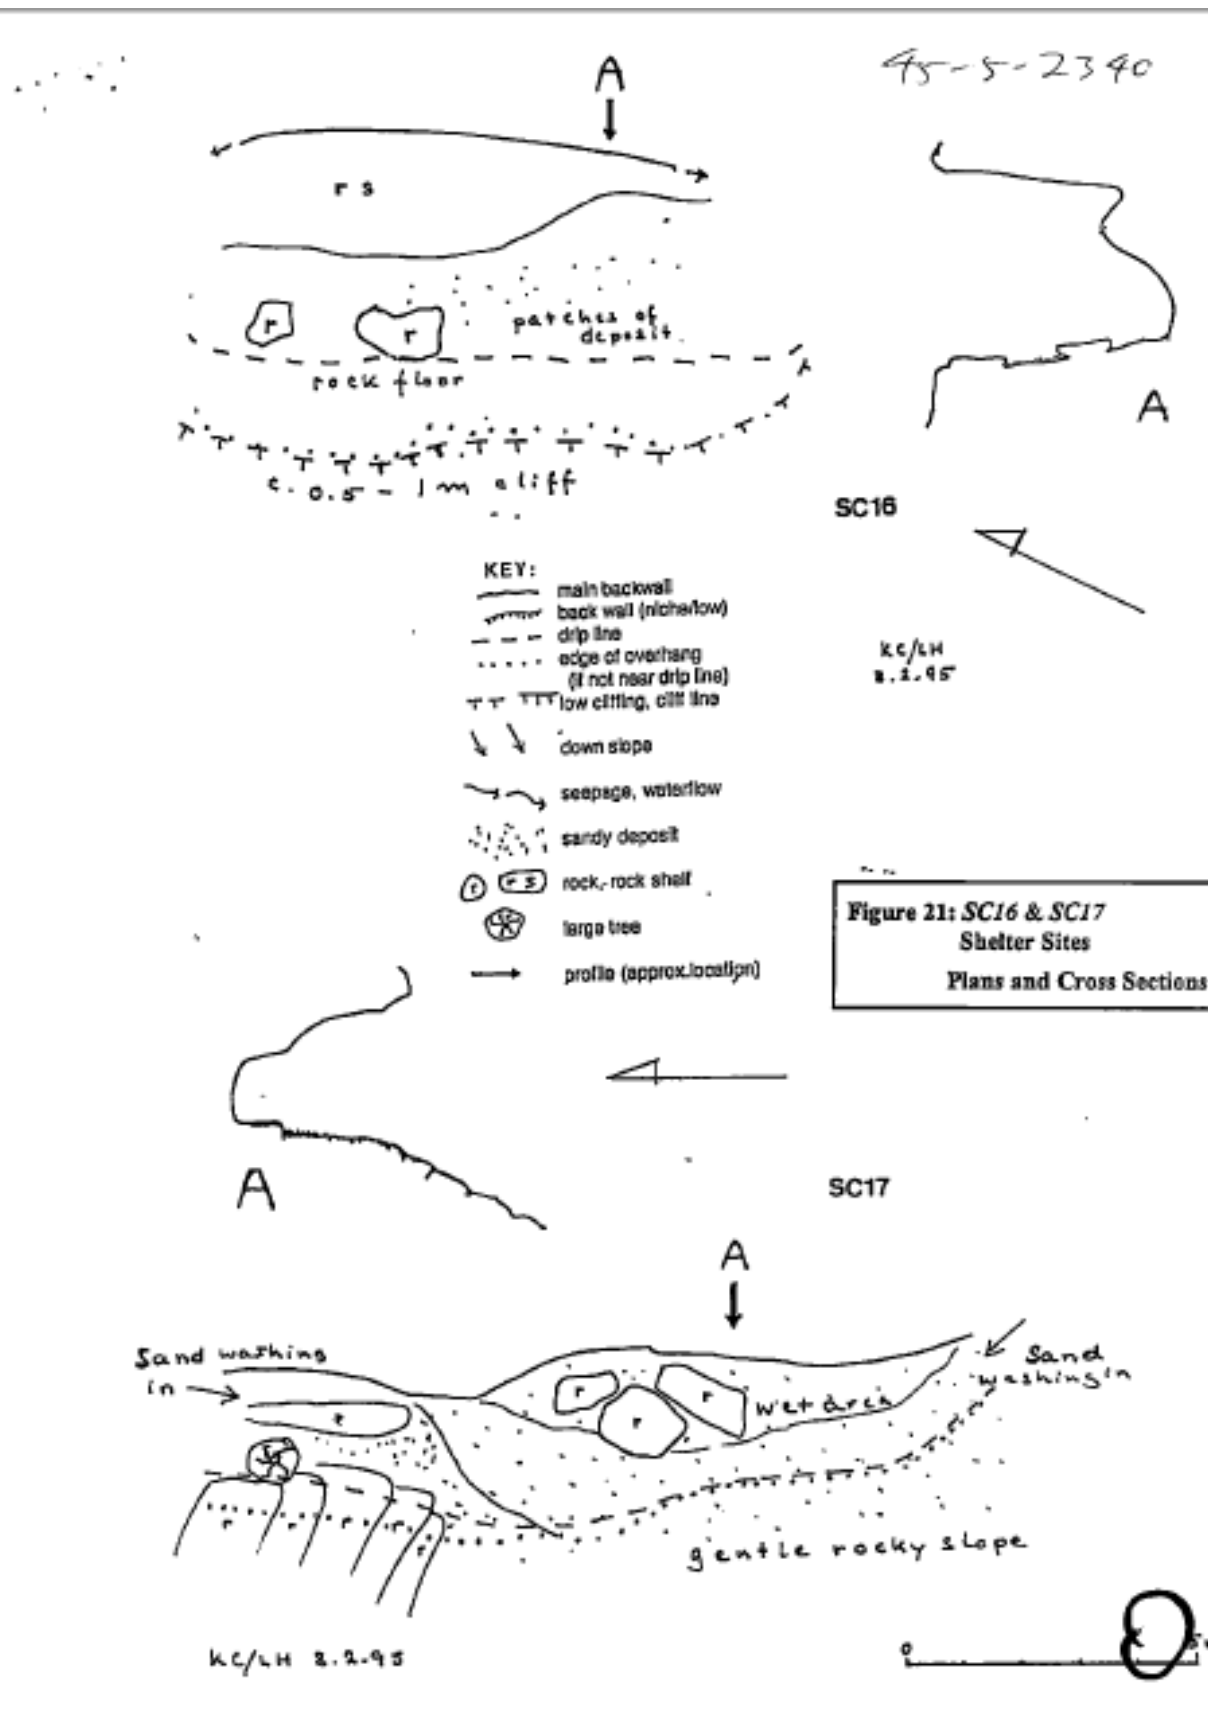 45-5-2340
A
r s
r
r
patches of
deposit.
rock floor
c. 0.5 - 1m cliff
A
SC16
KC/LH
2.2.95
KEY:
main backwall
back wall (niche/low)
drip line
edge of overhang
(if not near drip line)
low cliffing, cliff line
down slope
seepage, waterflow
sandy deposit
r
r s
rock, rock shelf
large tree
profile (approx.location)
Figure 21: SC16 & SC17
Shelter Sites
Plans and Cross Sections
A
SC17
A
Sand washing
in
Sand
washing in
r
r
r
r
wet area
r
r
r
r
r
gentle rocky slope
KC/LH 2.2.95
0